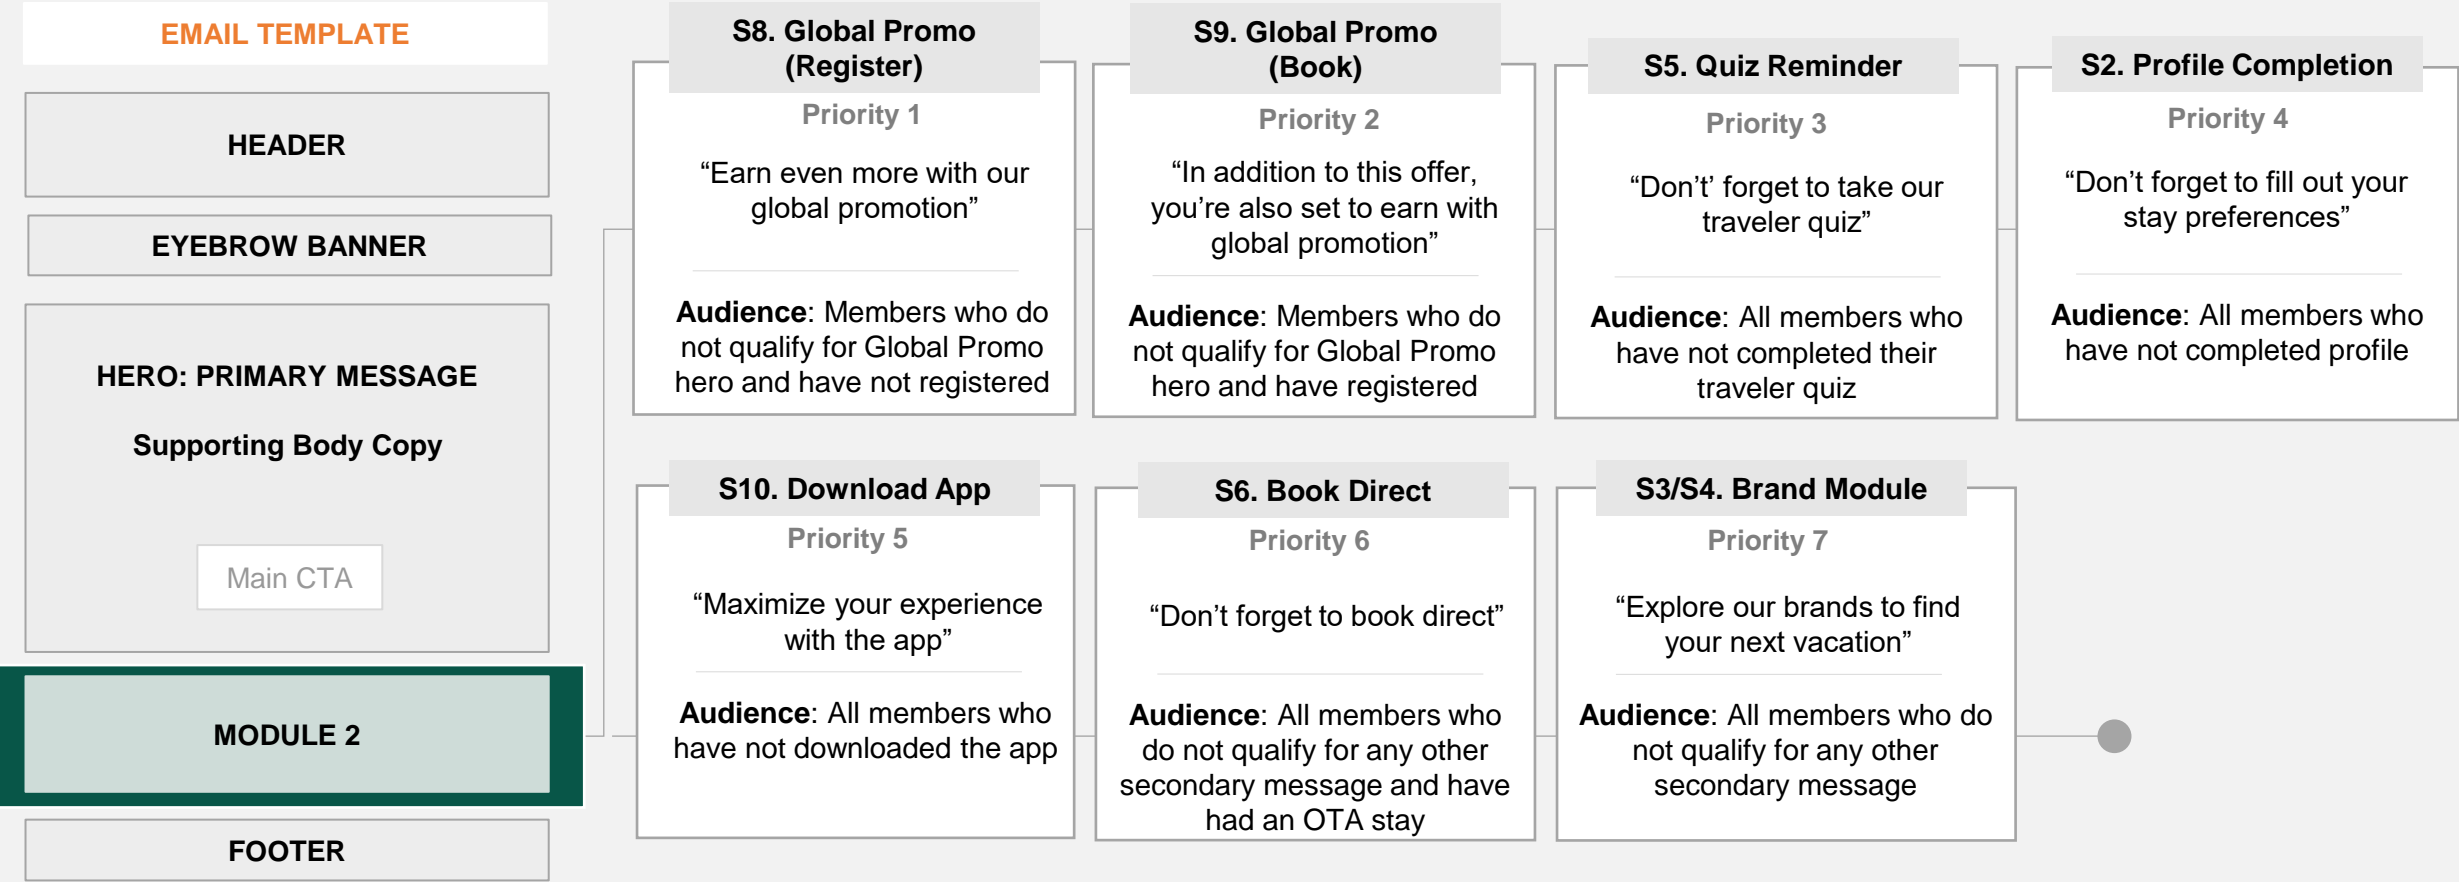 EMAIL TEMPLATE
HEADER
EYEBROW BANNER
HERO: PRIMARY MESSAGE
Supporting Body Copy
Main CTA
MODULE 2
FOOTER
S8. Global Promo
(Register)
Priority 1
“Earn even more with our
global promotion”
Audience: Members who do
not qualify for Global Promo
hero and have not registered
S9. Global Promo
(Book)
Priority 2
“In addition to this offer,
you’re also set to earn with
global promotion”
Audience: Members who do
not qualify for Global Promo
hero and have registered
S5. Quiz Reminder
Priority 3
“Don’t’ forget to take our
traveler quiz”
Audience: All members who
have not completed their
traveler quiz
S2. Profile Completion
Priority 4
“Don’t forget to fill out your
stay preferences”
Audience: All members who
have not completed profile
S10. Download App
Priority 5
“Maximize your experience
with the app”
Audience: All members who
have not downloaded the app
S6. Book Direct
Priority 6
“Don’t forget to book direct”
Audience: All members who
do not qualify for any other
secondary message and have
had an OTA stay
S3/S4. Brand Module
Priority 7
“Explore our brands to find
your next vacation”
Audience: All members who do
not qualify for any other
secondary message